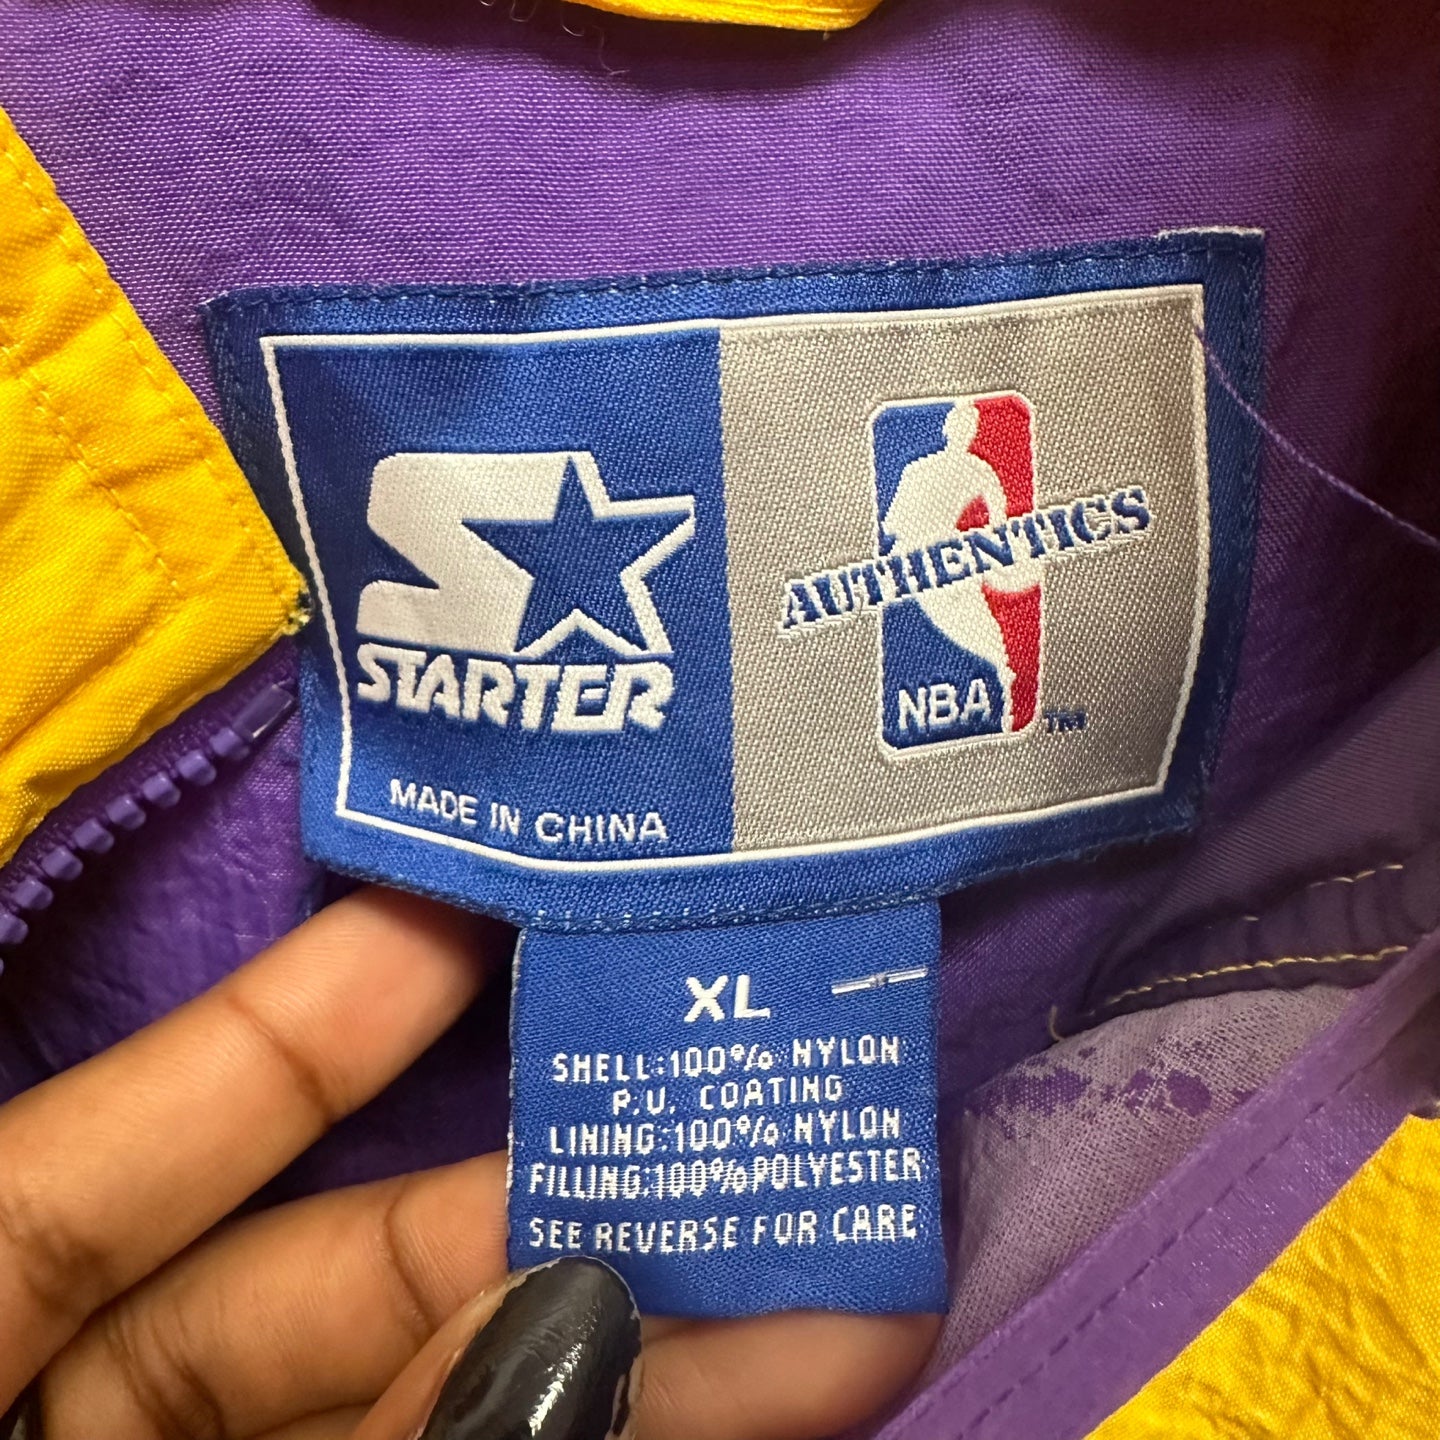 STARTER
MADE IN CHINA
AUTHENTICS
NBA
TM
XL
SHELL:100% NYLON
P.U. COATING
LINING:100% NYLON
FILLING:100%POLYESTER
SEE REVERSE FOR CARE